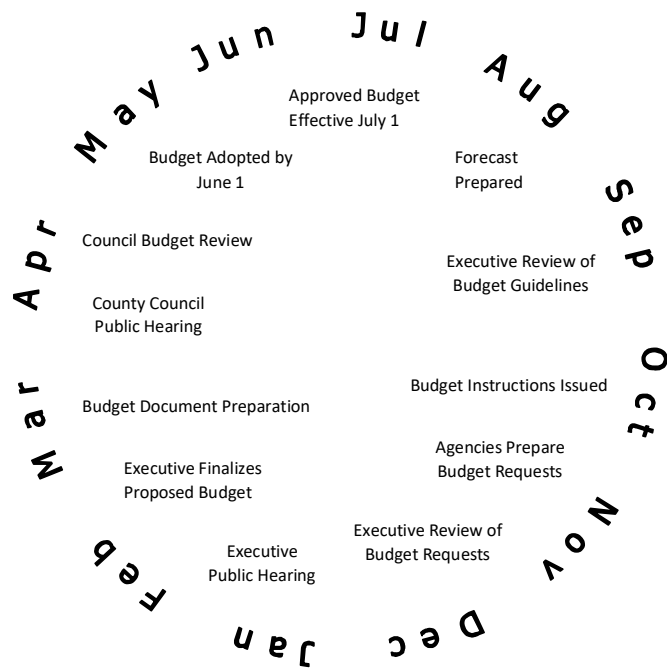 Jun
Jul
May
Aug
Approved Budget
Effective July 1
Budget Adopted by
June 1
Forecast
Prepared
Sep
Apr
Council Budget Review
Executive Review of
Budget Guidelines
County Council
Public Hearing
Mar
Oct
Budget Instructions Issued
Budget Document Preparation
Agencies Prepare
Budget Requests
Executive Finalizes
Proposed Budget
Nov
Executive Review of
Budget Requests
Feb
Executive
Public Hearing
Dec
Jan